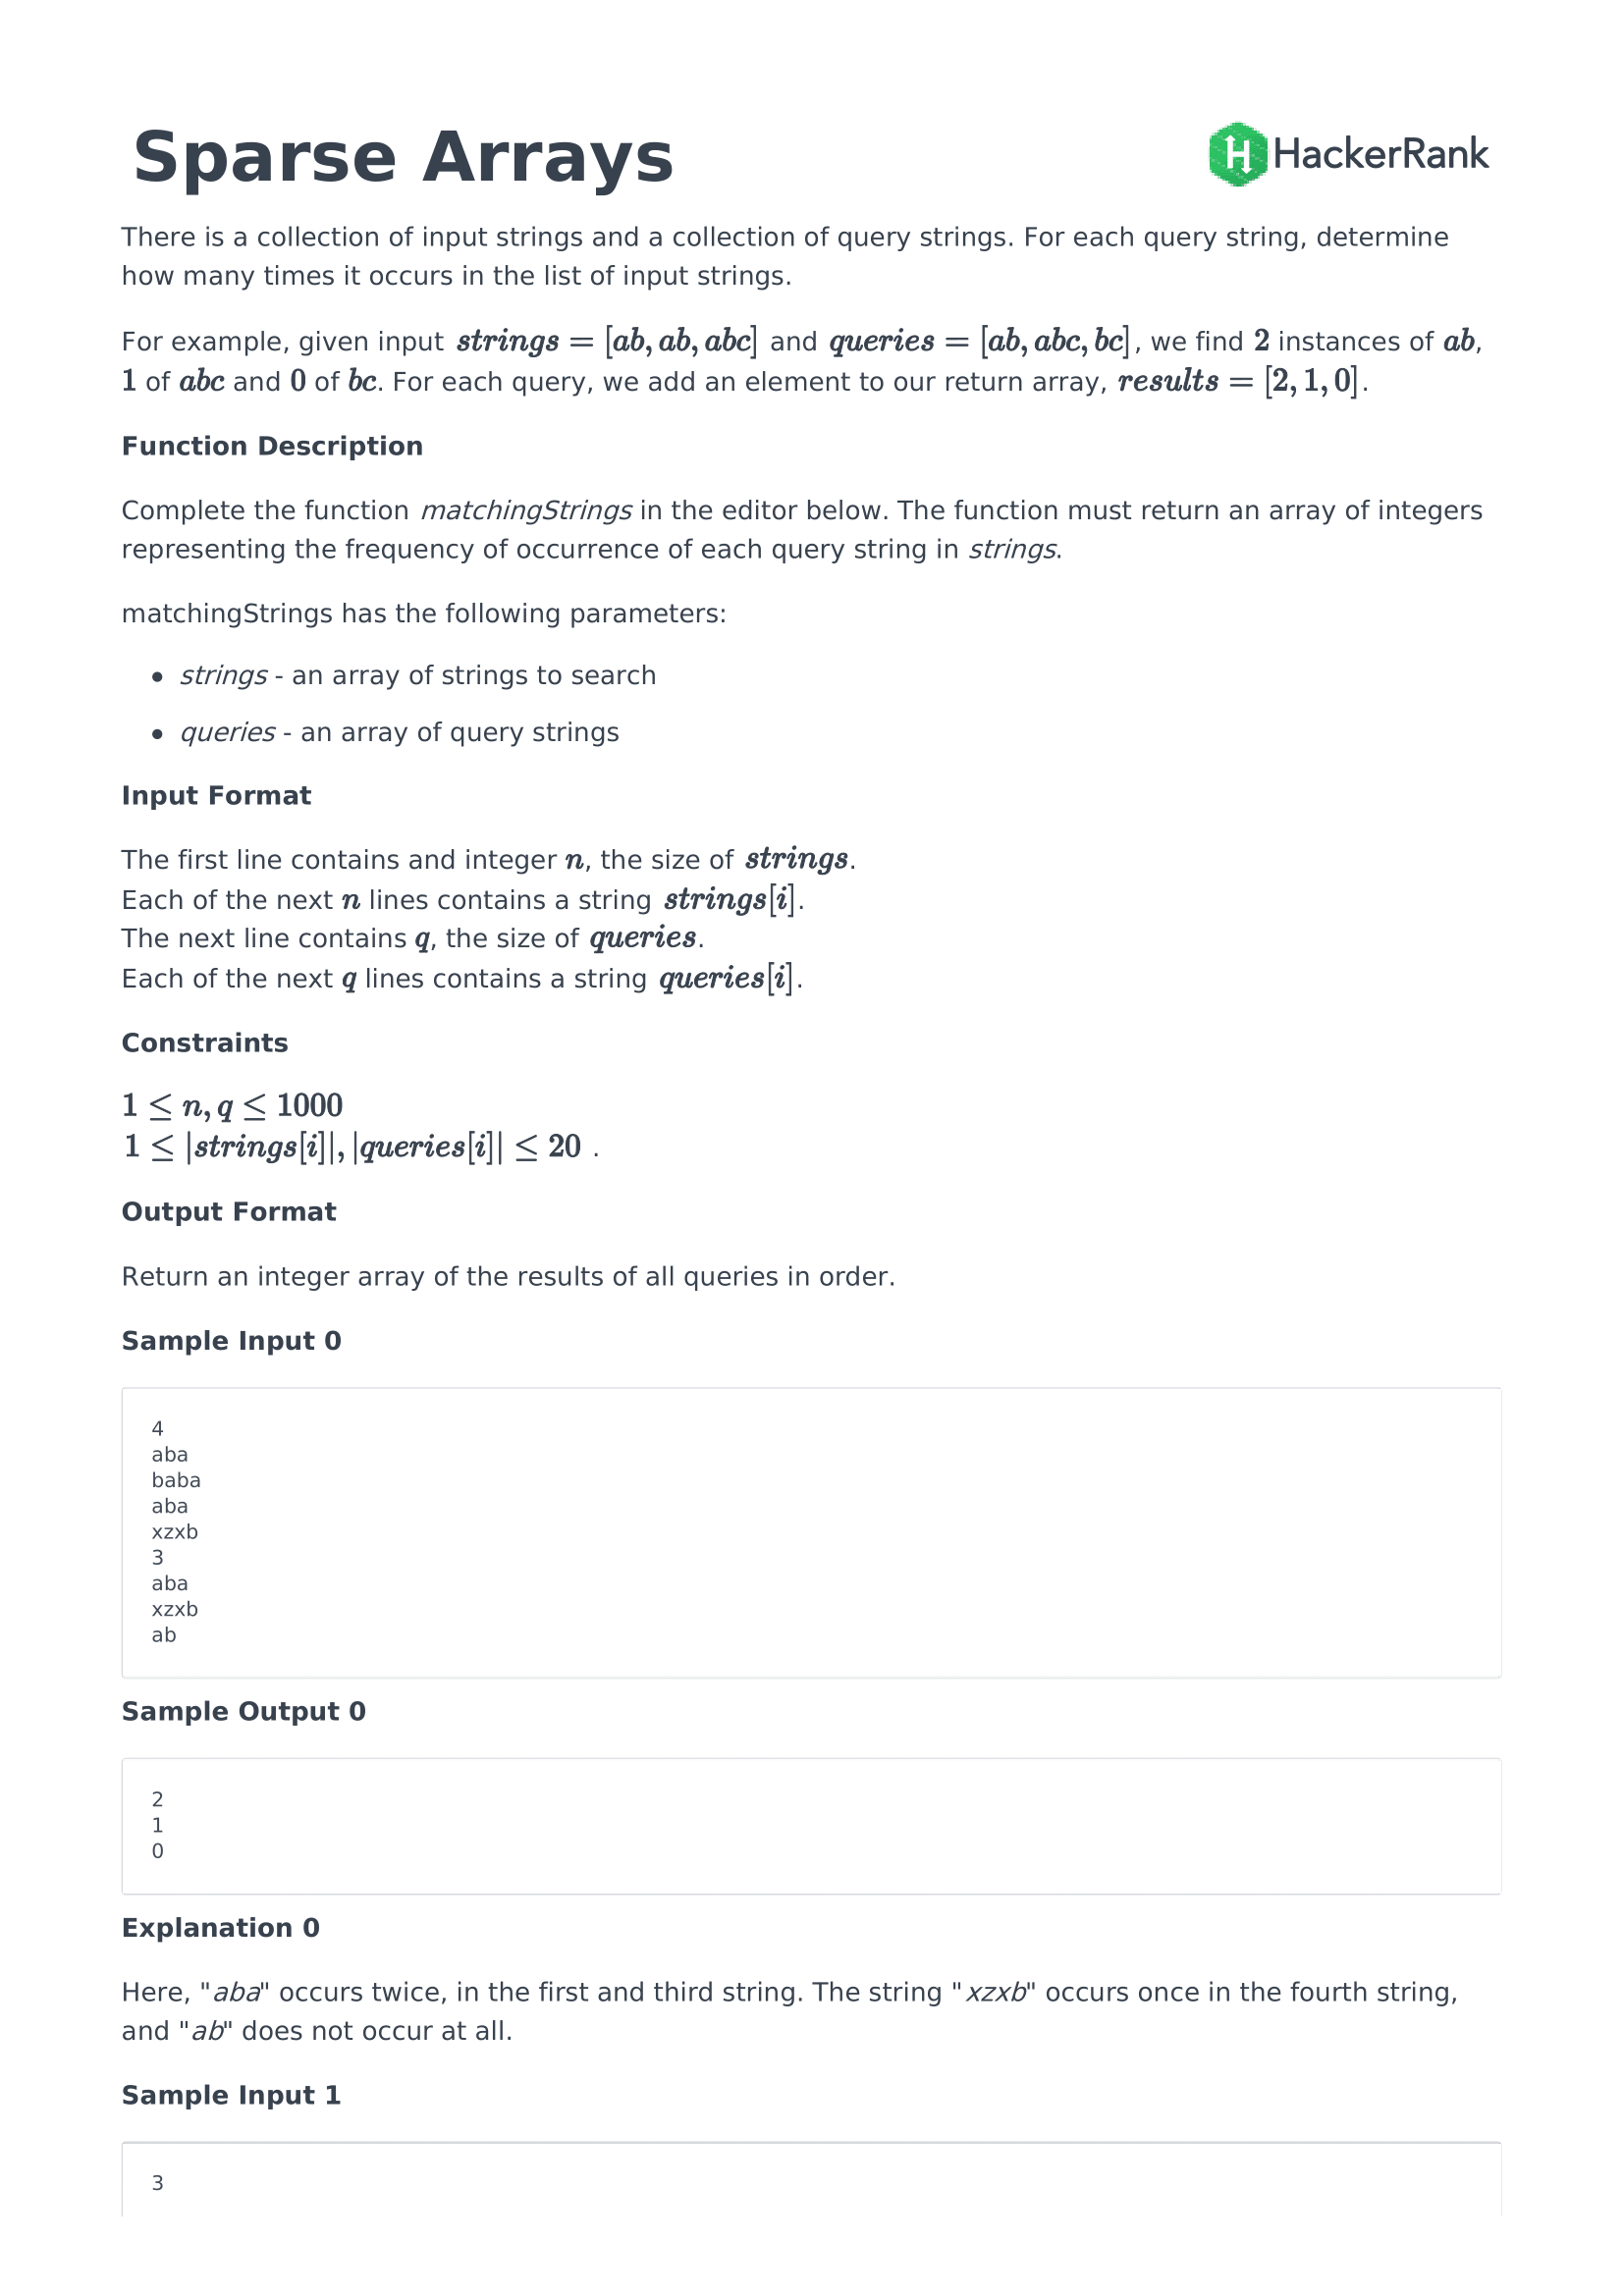 Sparse Arrays
HackerRank
There is a collection of input strings and a collection of query strings. For each query string, determine
how many times it occurs in the list of input strings.
For example, given input strings = [ab, ab, abc] and queries = [ab, abc, bc], we find 2 instances of ab,
1 of abc and 0 of bc. For each query, we add an element to our return array, results = [2, 1, 0].
Function Description
Complete the function matchingStrings in the editor below. The function must return an array of integers
representing the frequency of occurrence of each query string in strings.
matchingStrings has the following parameters:
• strings - an array of strings to search
• queries - an array of query strings
Input Format
The first line contains and integer n, the size of strings.
Each of the next n lines contains a string strings[i].
The next line contains q, the size of queries.
Each of the next q lines contains a string queries[i].
Constraints
1 ≤ n, q ≤ 1000
1 ≤ |strings[i]|, |queries[i]| ≤ 20 .
Output Format
Return an integer array of the results of all queries in order.
Sample Input 0
4
aba
baba
aba
xzxb
3
aba
xzxb
ab
Sample Output 0
2
1
0
Explanation 0
Here, "aba" occurs twice, in the first and third string. The string "xzxb" occurs once in the fourth string,
and "ab" does not occur at all.
Sample Input 1
3